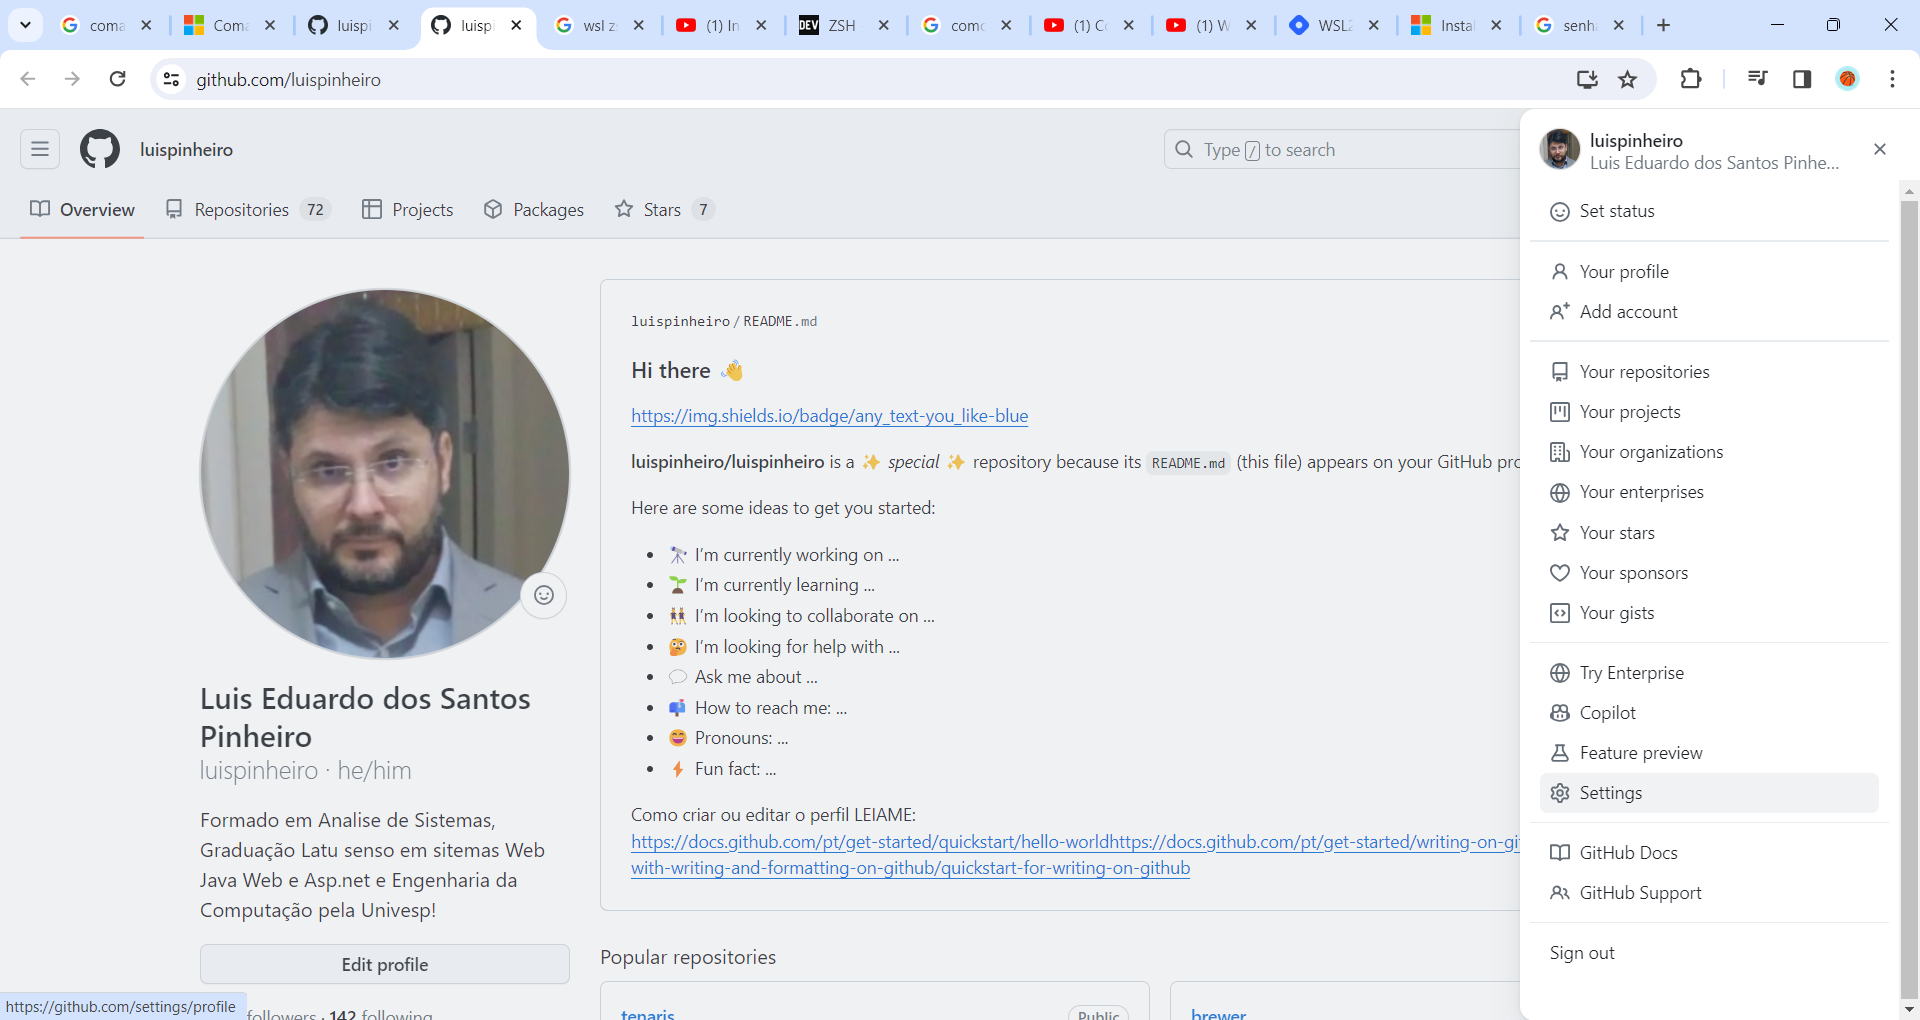 coma
Coma
luispi
luispi
wsl z
(1) In
DEV
ZSH
como
(1) Co
(1) W
WSL2
Instal
senha
github.com/luispinheiro
luispinheiro
Type / to search
Overview
Repositories 72
Projects
Packages
Stars 7
luispinheiro / README.md
Hi there 👋
https://img.shields.io/badge/any_text-you_like-blue
luispinheiro/luispinheiro is a ✨ special ✨ repository because its README.md (this file) appears on your GitHub pro
Here are some ideas to get you started:
• 🔭 I'm currently working on ...
• 🌱 I'm currently learning ...
• 👯 I'm looking to collaborate on ...
• 🤔 I'm looking for help with ...
• 💬 Ask me about ...
• 📫 How to reach me: ...
• 😄 Pronouns: ...
• ⚡ Fun fact: ...
Como criar ou editar o perfil LEIAME:
https://docs.github.com/pt/get-started/quickstart/hello-worldhttps://docs.github.com/pt/get-started/writing-on-git
with-writing-and-formatting-on-github/quickstart-for-writing-on-github
Luis Eduardo dos Santos
Pinheiro
luispinheiro · he/him
Formado em Analise de Sistemas,
Graduação Latu senso em sitemas Web
Java Web e Asp.net e Engenharia da
Computação pela Univesp!
Edit profile
followers · 142 following
https://github.com/settings/profile
Popular repositories
tenaris
Public
brewer
luispinheiro
Luis Eduardo dos Santos Pinhe...
Set status
Your profile
Add account
Your repositories
Your projects
Your organizations
Your enterprises
Your stars
Your sponsors
Your gists
Try Enterprise
Copilot
Feature preview
Settings
GitHub Docs
GitHub Support
Sign out